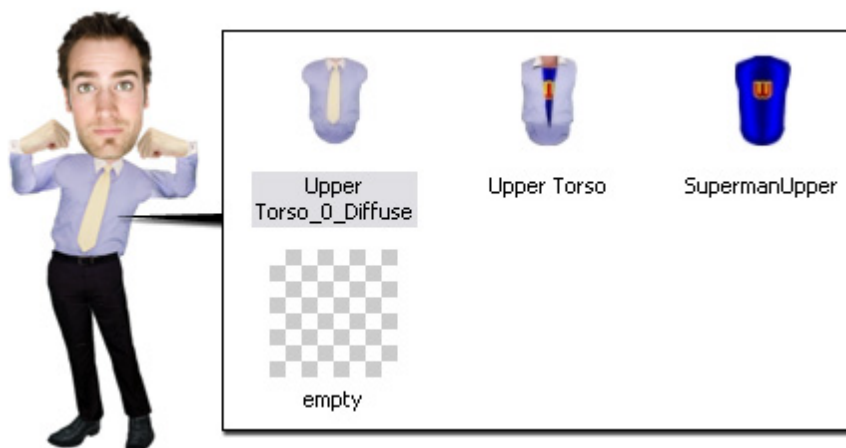 Upper
Torso_0_Diffuse
Upper Torso
SupermanUpper
empty